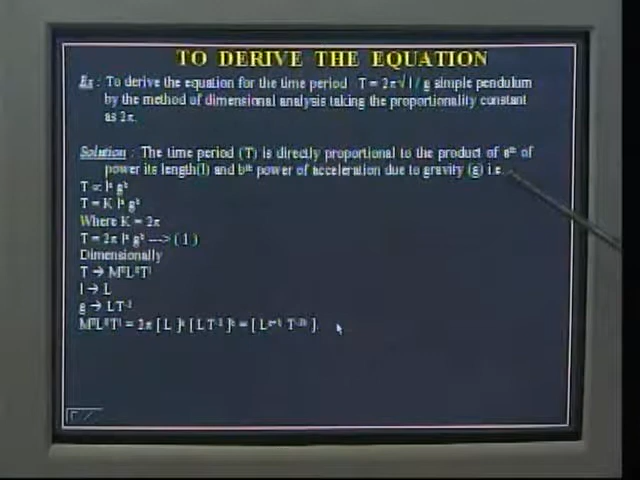 TO DERIVE THE EQUATION
Ex : To derive the equation for the time period T = 2π√l / g simple pendulum
by the method of dimensional analysis taking the proportionality constant
as 2π.
Solution : The time period (T) is directly proportional to the product of aᵗʰ of
power its length(l) and bᵗʰ power of acceleration due to gravity (g) i.e.
T ∝ lᵃ gᵇ
T = K lᵃ gᵇ
Where K = 2π
T = 2π lᵃ gᵇ ---> ( 1 )
Dimensionally
T → M⁰L⁰T¹
l → L
g → LT⁻²
M⁰L⁰T¹ = 2π [ L ]ᵃ [ LT⁻² ]ᵇ = [ Lᵃ⁺ᵇ T⁻²ᵇ ].